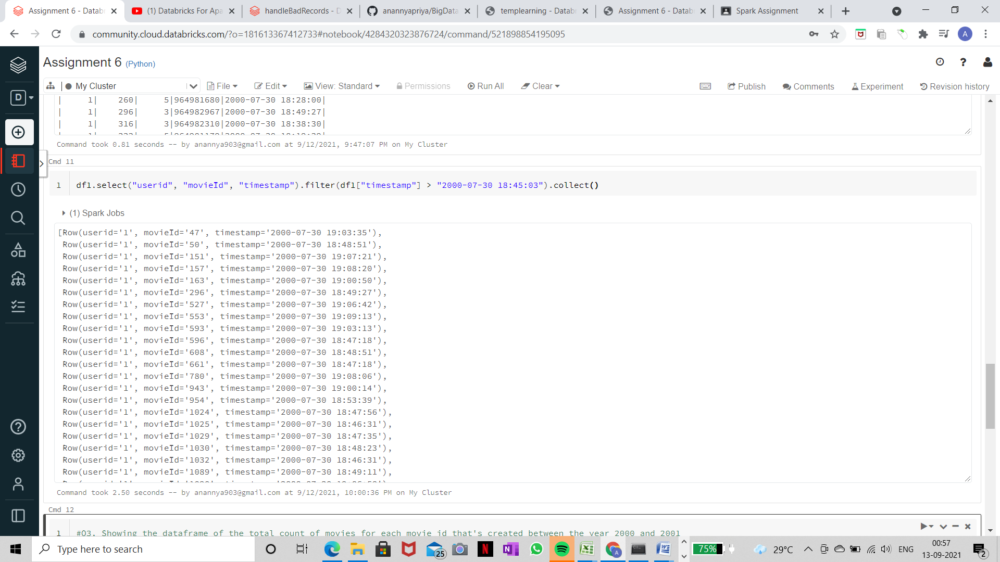 Assignment 6 - Databr
(1) Databricks For Apa
handleBadRecords - D
anannyapriya/BigData
templearning - Datab
Assignment 6 - Datab
Spark Assignment
community.cloud.databricks.com/?o=181613367412733#notebook/4284320323876724/command/521898854195095
A
Assignment 6 (Python)
D
My Cluster
File
Edit
View: Standard
Permissions
Run All
Clear
Publish
Comments
Experiment
Revision history
| 1| 260| 5|964981680|2000-07-30 18:28:00|
| 1| 296| 3|964982967|2000-07-30 18:49:27|
| 1| 316| 3|964982310|2000-07-30 18:38:30|
Command took 0.81 seconds -- by anannya903@gmail.com at 9/12/2021, 9:47:07 PM on My Cluster
Cmd 11
1 df1.select("userid", "movieId", "timestamp").filter(df1["timestamp"] > "2000-07-30 18:45:03").collect()
(1) Spark Jobs
[Row(userid='1', movieId='47', timestamp='2000-07-30 19:03:35'),
Row(userid='1', movieId='50', timestamp='2000-07-30 18:48:51'),
Row(userid='1', movieId='151', timestamp='2000-07-30 19:07:21'),
Row(userid='1', movieId='157', timestamp='2000-07-30 19:08:20'),
Row(userid='1', movieId='163', timestamp='2000-07-30 19:00:50'),
Row(userid='1', movieId='296', timestamp='2000-07-30 18:49:27'),
Row(userid='1', movieId='527', timestamp='2000-07-30 19:06:42'),
Row(userid='1', movieId='553', timestamp='2000-07-30 19:09:13'),
Row(userid='1', movieId='593', timestamp='2000-07-30 19:03:13'),
Row(userid='1', movieId='596', timestamp='2000-07-30 18:47:18'),
Row(userid='1', movieId='608', timestamp='2000-07-30 18:48:51'),
Row(userid='1', movieId='661', timestamp='2000-07-30 18:47:18'),
Row(userid='1', movieId='780', timestamp='2000-07-30 19:08:06'),
Row(userid='1', movieId='943', timestamp='2000-07-30 19:00:14'),
Row(userid='1', movieId='954', timestamp='2000-07-30 18:53:39'),
Row(userid='1', movieId='1024', timestamp='2000-07-30 18:47:56'),
Row(userid='1', movieId='1025', timestamp='2000-07-30 18:46:31'),
Row(userid='1', movieId='1029', timestamp='2000-07-30 18:47:35'),
Row(userid='1', movieId='1030', timestamp='2000-07-30 18:48:23'),
Row(userid='1', movieId='1032', timestamp='2000-07-30 18:46:31'),
Row(userid='1', movieId='1089', timestamp='2000-07-30 18:49:11'),
Command took 2.50 seconds -- by anannya903@gmail.com at 9/12/2021, 10:00:36 PM on My Cluster
Cmd 12
1 #Q3. Showing the dataframe of the total count of movies for each movie id that's created between the year 2000 and 2001
Type here to search
25
75%
29°C
ENG
00:57
13-09-2021
2